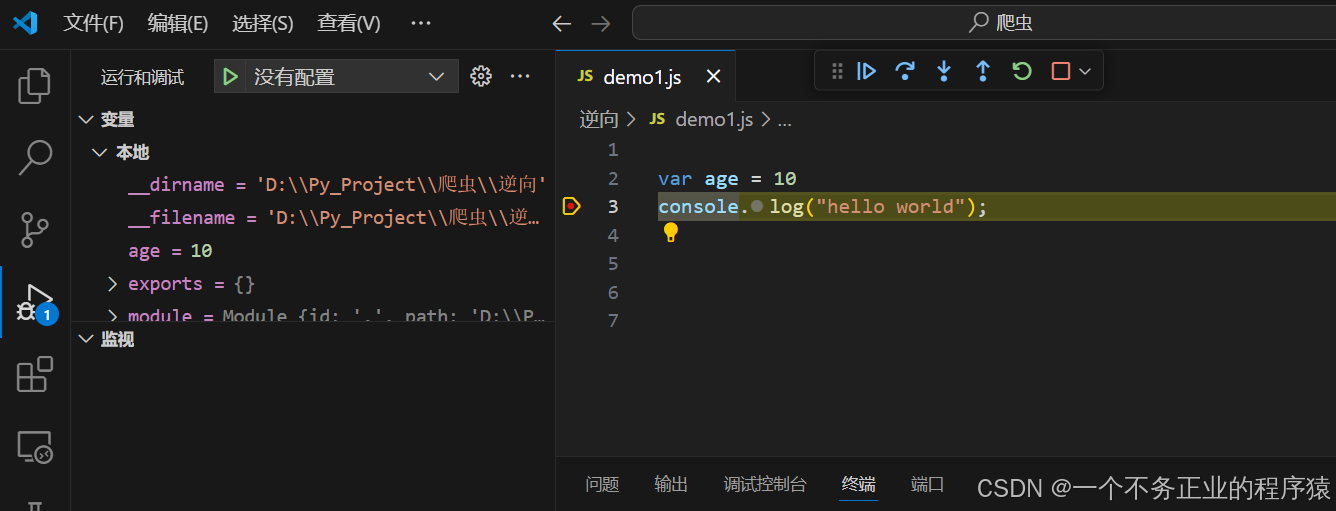 文件(F) 编辑(E) 选择(S) 查看(V) ··· 爬虫
运行和调试 没有配置 ···
JS demo1.js
逆向 > JS demo1.js > ...
变量
本地
__dirname = 'D:\\Py_Project\\爬虫\\逆向'
__filename = 'D:\\Py_Project\\爬虫\\逆…
age = 10
exports = {}
module = Module {id: '.', path: 'D:\\P…
监视
1
2 var age = 10
3 console. log("hello world");
4
5
6
7
1
问题 输出 调试控制台 终端 端口
CSDN @一个不务正业的程序猿